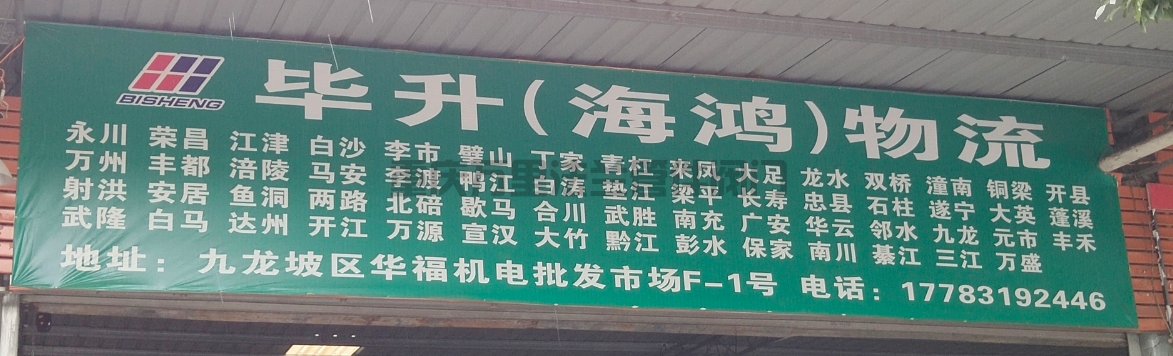 BISHENG
毕升(海鸿)物流
永川 荣昌 江津 白沙 李市 璧山 丁家 青杠 来凤 大足 龙水 双桥 潼南 铜梁 开县
万州 丰都 涪陵 马安 李渡 鸭江 白涛 垫江 梁平 长寿 忠县 石柱 遂宁 大英 蓬溪
射洪 安居 鱼洞 两路 北碚 歇马 合川 武胜 南充 广安 华云 邻水 九龙 元市 丰禾
武隆 白马 达州 开江 万源 宣汉 大竹 黔江 彭水 保家 南川 綦江 三江 万盛
地址：九龙坡区华福机电批发市场F-1号 电话：17783192446